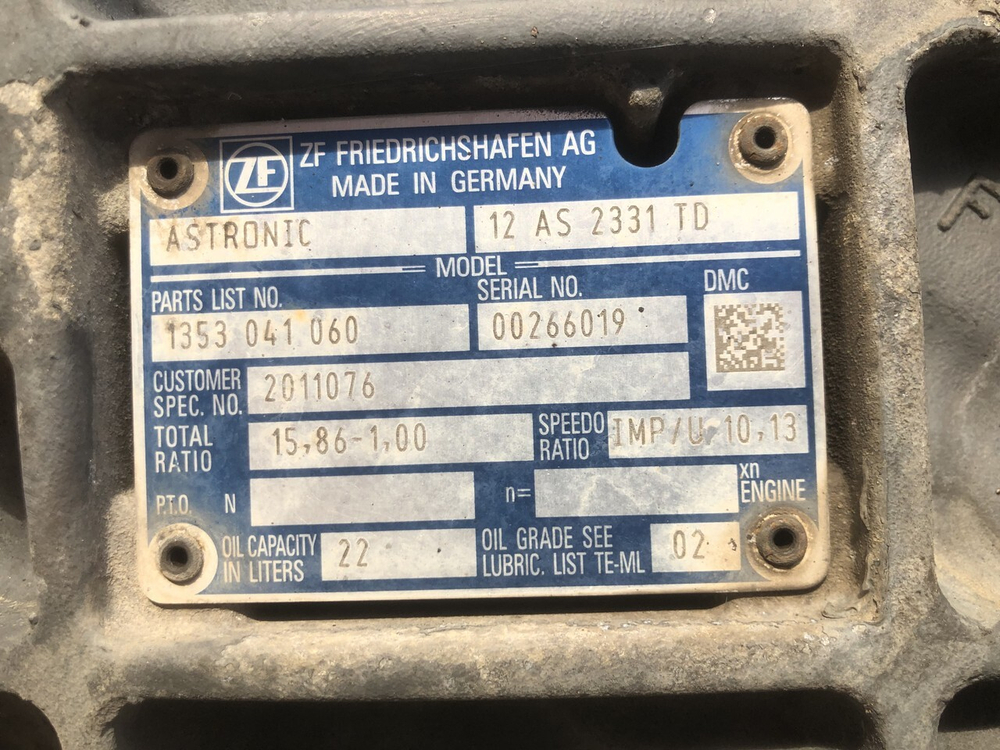 ZF
ZF FRIEDRICHSHAFEN AG
MADE IN GERMANY
ASTRONIC
12 AS 2331 TD
MODEL
PARTS LIST NO.
SERIAL NO.
DMC
1353 041 060
00266019
CUSTOMER
SPEC. NO.
2011076
TOTAL
RATIO
15,86-1,00
SPEEDO
RATIO
IMP/U 10,13
P.T.O. N
n=
xn
ENGINE
OIL CAPACITY
IN LITERS
22
OIL GRADE SEE
LUBRIC. LIST TE-ML
02